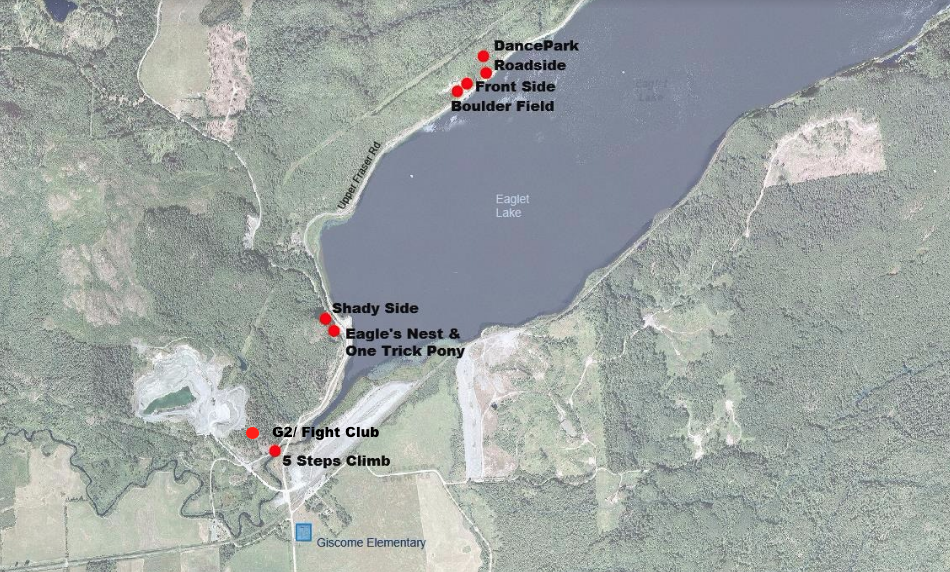 DancePark
Roadside
Front Side
Boulder Field
Upper Fraser Rd.
Eaglet
Lake
Shady Side
Eagle's Nest &
One Trick Pony
G2/ Fight Club
5 Steps Climb
Giscome Elementary